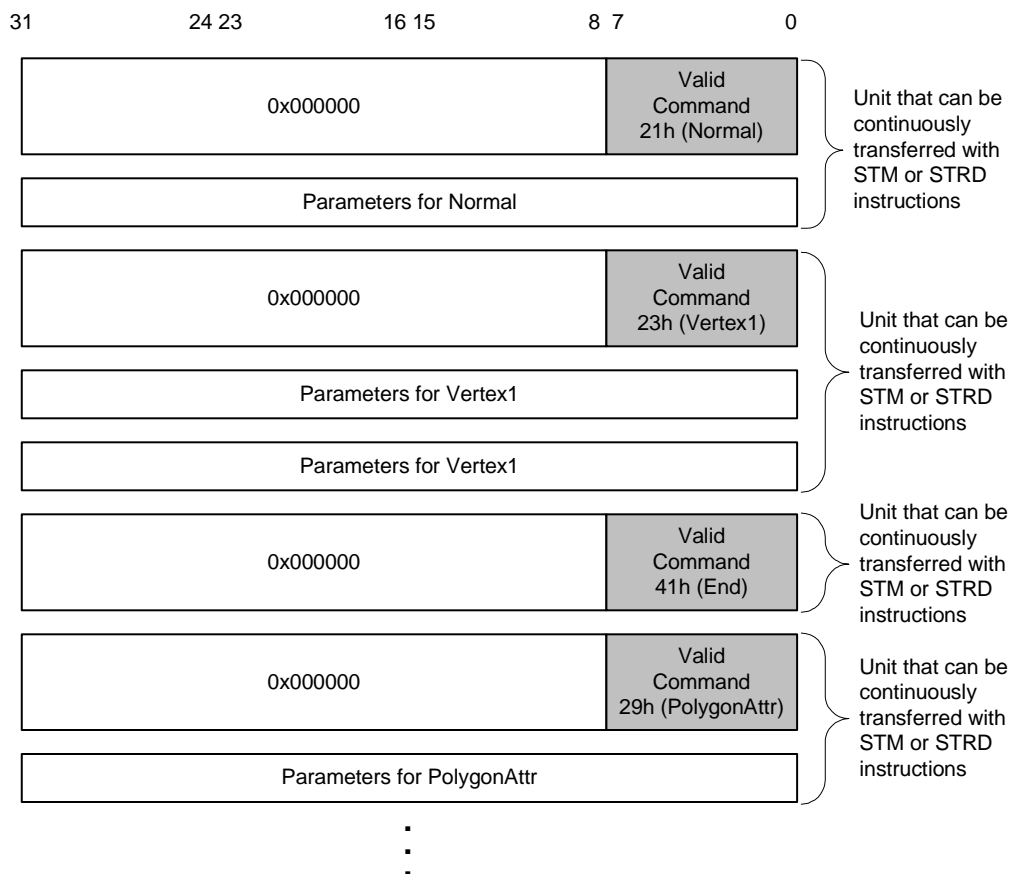 31 24 23 16 15 8 7 0
0x000000
Valid
Command
21h (Normal)
Parameters for Normal
Unit that can be
continuously
transferred with
STM or STRD
instructions
0x000000
Valid
Command
23h (Vertex1)
Parameters for Vertex1
Parameters for Vertex1
Unit that can be
continuously
transferred with
STM or STRD
instructions
0x000000
Valid
Command
41h (End)
Unit that can be
continuously
transferred with
STM or STRD
instructions
0x000000
Valid
Command
29h (PolygonAttr)
Parameters for PolygonAttr
Unit that can be
continuously
transferred with
STM or STRD
instructions